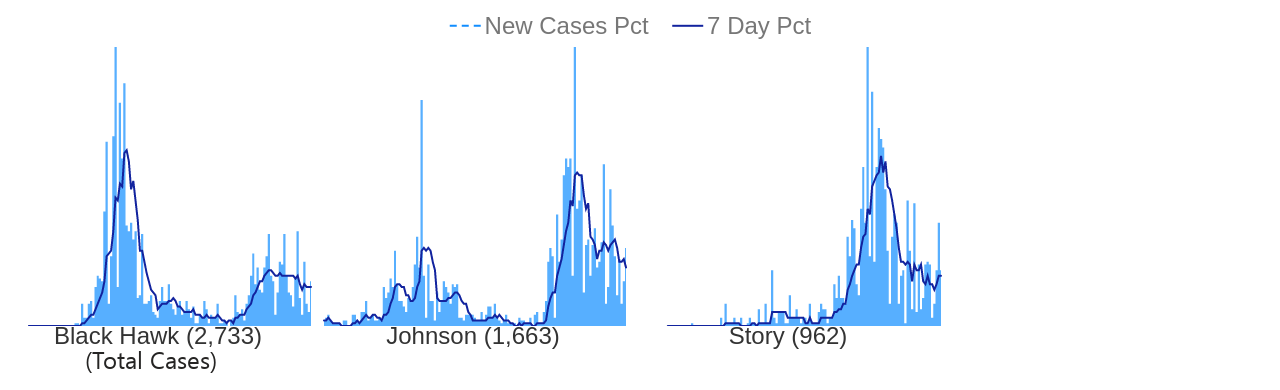 New Cases Pct 7 Day Pct
Black Hawk (2,733) Johnson (1,663) Story (962)
(Total Cases)